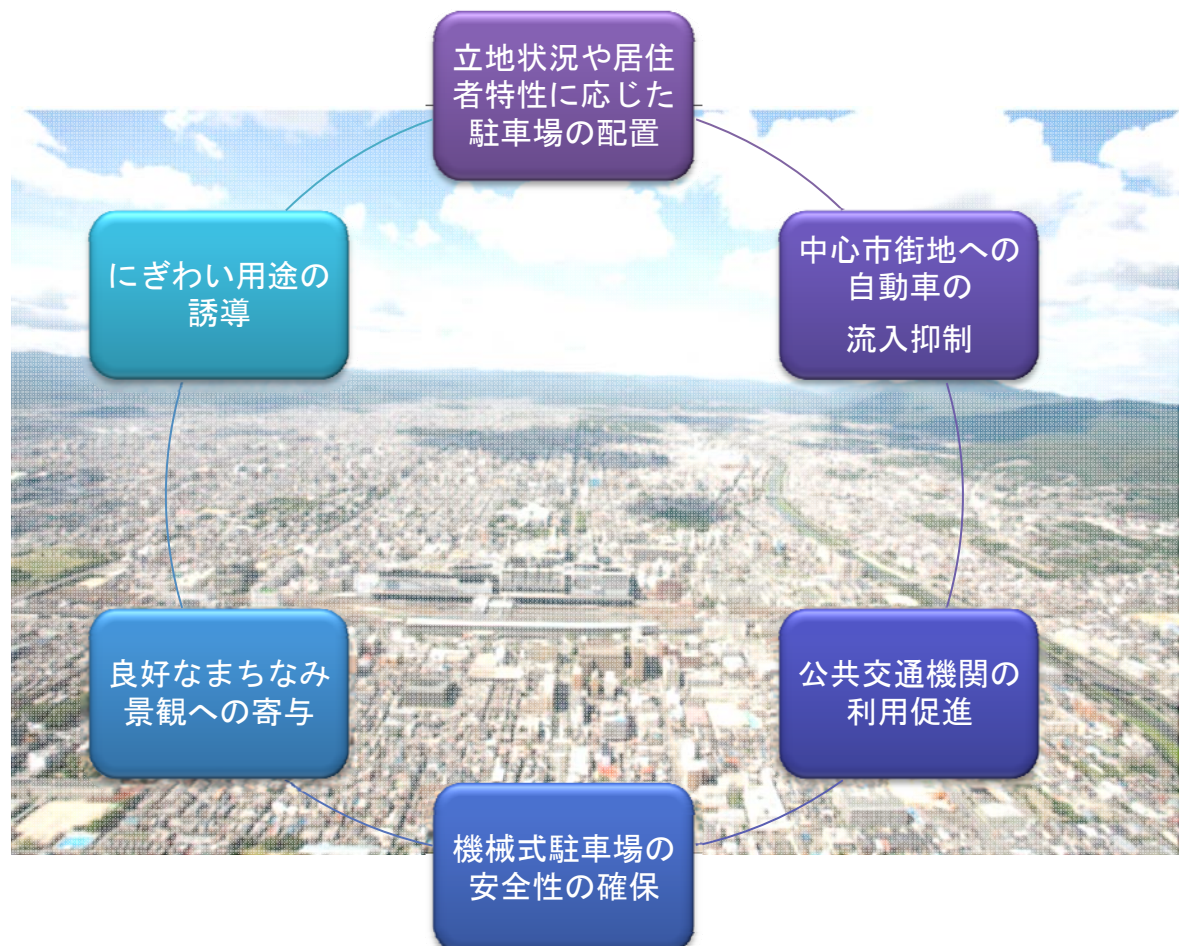 立地状況や居住
者特性に応じた
駐車場の配置
中心市街地への
自動車の
流入抑制
公共交通機関の
利用促進
機械式駐車場の
安全性の確保
良好なまちなみ
景観への寄与
にぎわい用途の
誘導